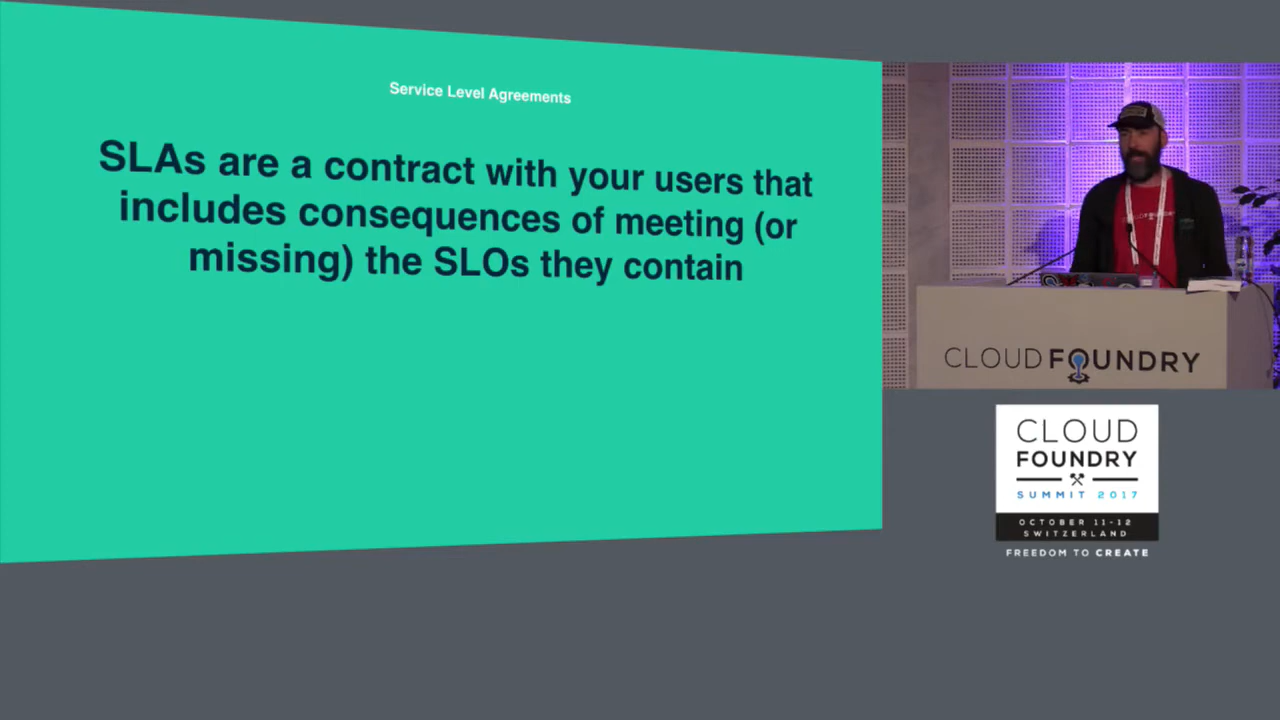 Service Level Agreements
SLAs are a contract with your users that
includes consequences of meeting (or
missing) the SLOs they contain
CLOUD FOUNDRY
CLOUD
FOUNDRY
SUMMIT 2017
OCTOBER 11-12
SWITZERLAND
FREEDOM TO CREATE